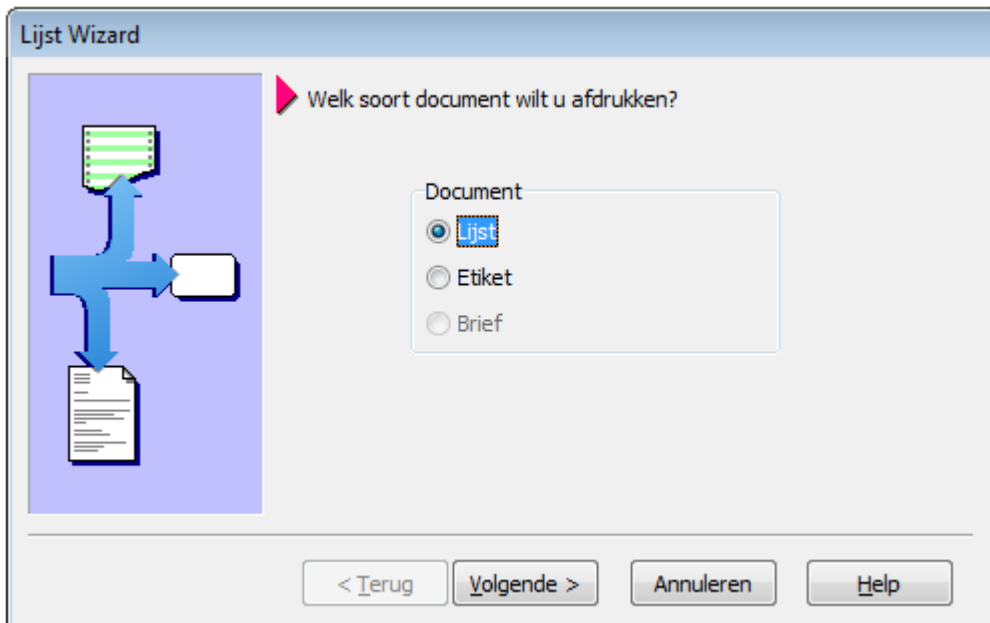 Lijst Wizard
Welk soort document wilt u afdrukken?
Document
Lijst
Etiket
Brief
< Terug
Volgende >
Annuleren
Help